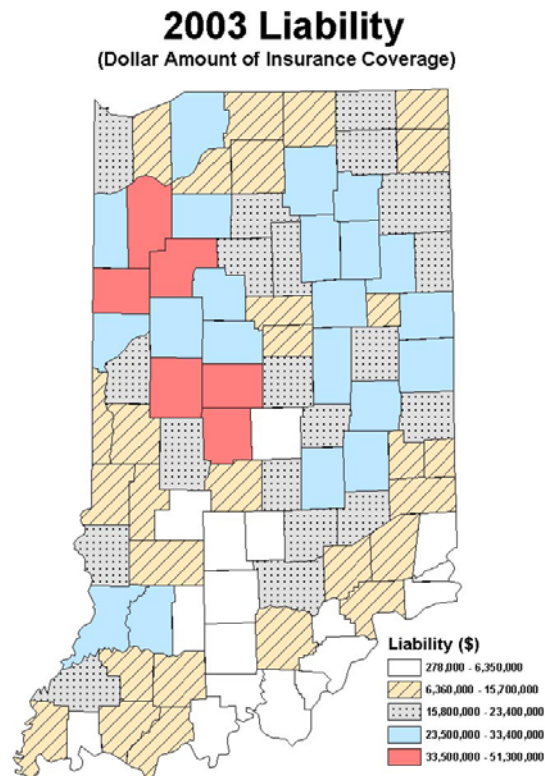 2003 Liability
(Dollar Amount of Insurance Coverage)
Liability ($)
278,000 - 6,350,000
6,360,000 - 15,700,000
15,800,000 - 23,400,000
23,500,000 - 33,400,000
33,500,000 - 51,300,000